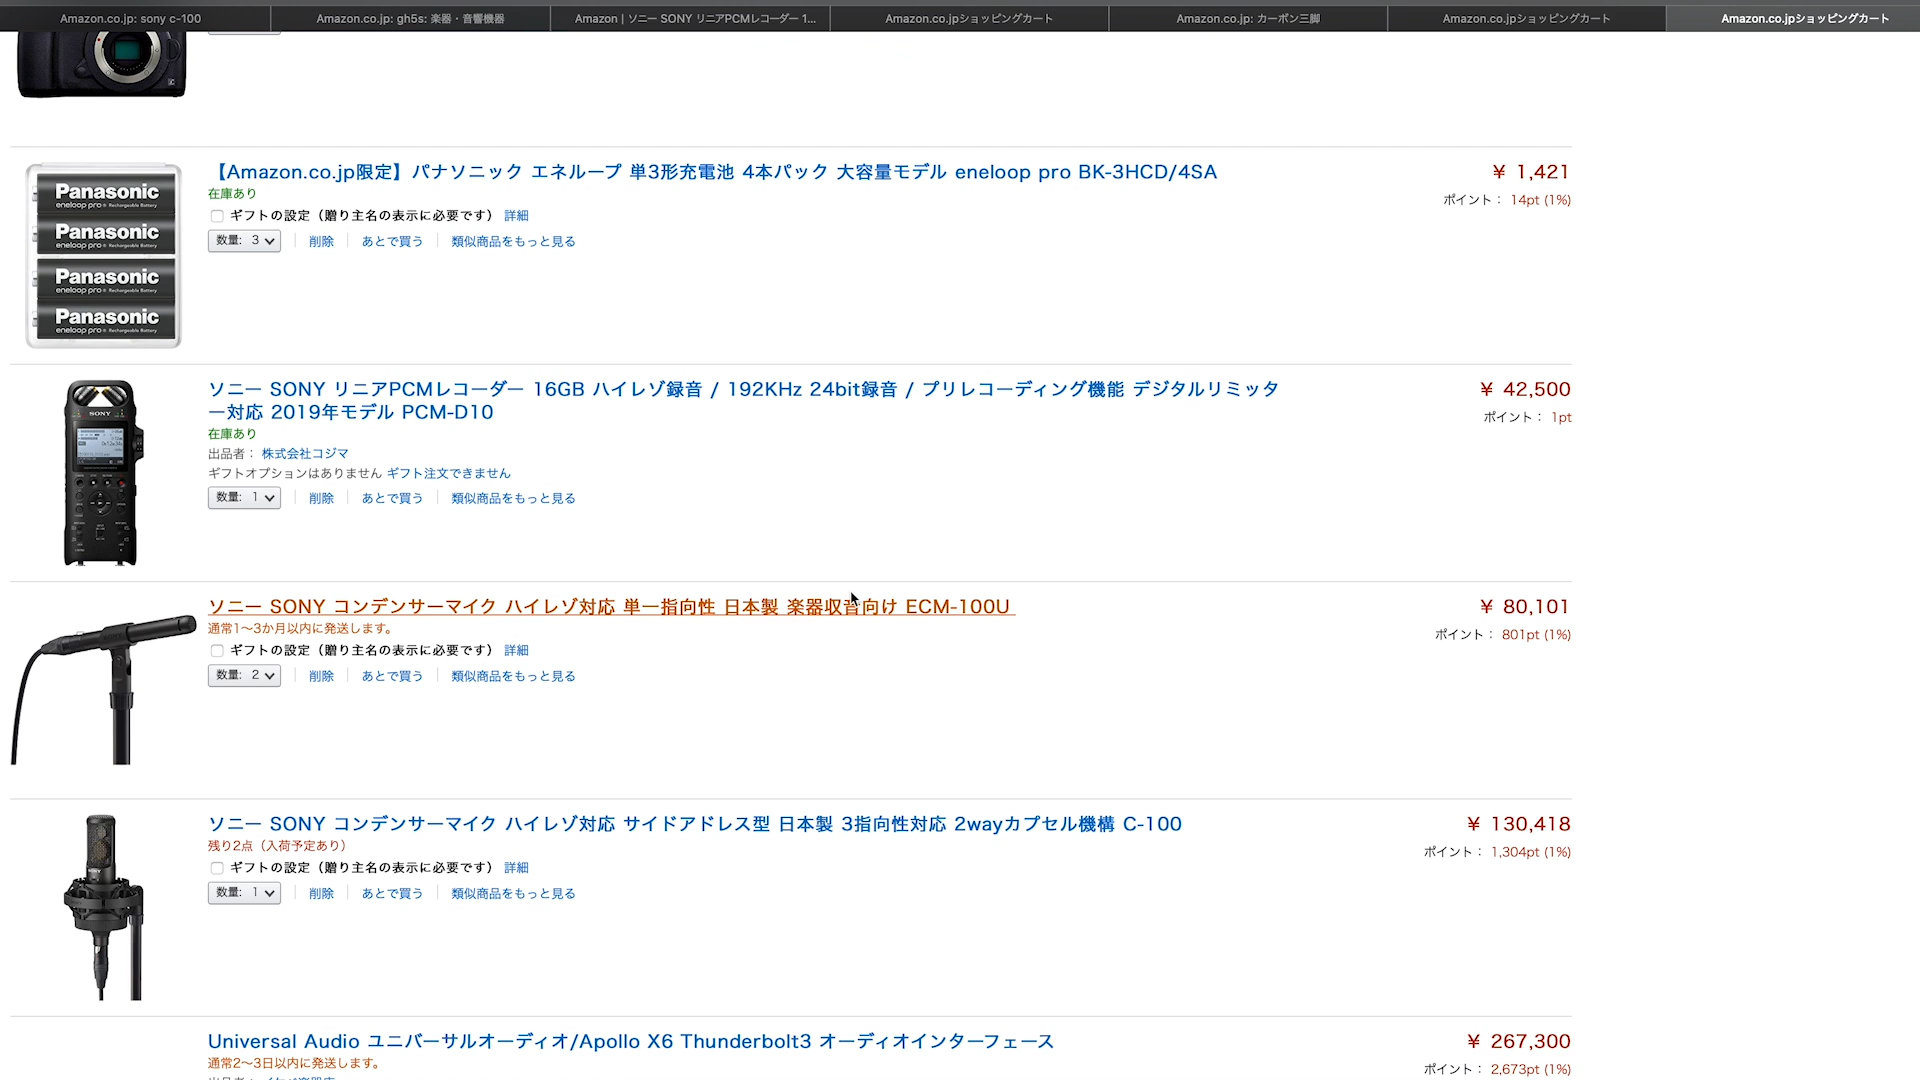 Amazon.co.jp: sony c-100
Amazon.co.jp: gh5s: 楽器・音響機器
Amazon | ソニー SONY リニアPCMレコーダー 1...
Amazon.co.jpショッピングカート
Amazon.co.jp: カーボン三脚
Amazon.co.jpショッピングカート
Amazon.co.jpショッピングカート
Panasonic
eneloop pro
Panasonic
eneloop pro
Panasonic
eneloop pro
Panasonic
eneloop pro
【Amazon.co.jp限定】パナソニック エネループ 単3形充電池 4本パック 大容量モデル eneloop pro BK-3HCD/4SA
¥ 1,421
在庫あり
ポイント： 14pt (1%)
ギフトの設定（贈り主名の表示に必要です） 詳細
数量: 3
削除
あとで買う
類似商品をもっと見る
SONY
ソニー SONY リニアPCMレコーダー 16GB ハイレゾ録音 / 192KHz 24bit録音 / プリレコーディング機能 デジタルリミッタ
ー対応 2019年モデル PCM-D10
¥ 42,500
ポイント： 1pt
在庫あり
出品者： 株式会社コジマ
ギフトオプションはありません ギフト注文できません
数量: 1
削除
あとで買う
類似商品をもっと見る
ソニー SONY コンデンサーマイク ハイレゾ対応 単一指向性 日本製 楽器収音向け ECM-100U
¥ 80,101
通常1～3か月以内に発送します。
ポイント： 801pt (1%)
ギフトの設定（贈り主名の表示に必要です） 詳細
数量: 2
削除
あとで買う
類似商品をもっと見る
ソニー SONY コンデンサーマイク ハイレゾ対応 サイドアドレス型 日本製 3指向性対応 2wayカプセル機構 C-100
¥ 130,418
残り2点（入荷予定あり）
ポイント： 1,304pt (1%)
ギフトの設定（贈り主名の表示に必要です） 詳細
数量: 1
削除
あとで買う
類似商品をもっと見る
Universal Audio ユニバーサルオーディオ/Apollo X6 Thunderbolt3 オーディオインターフェース
¥ 267,300
通常2～3日以内に発送します。
ポイント： 2,673pt (1%)